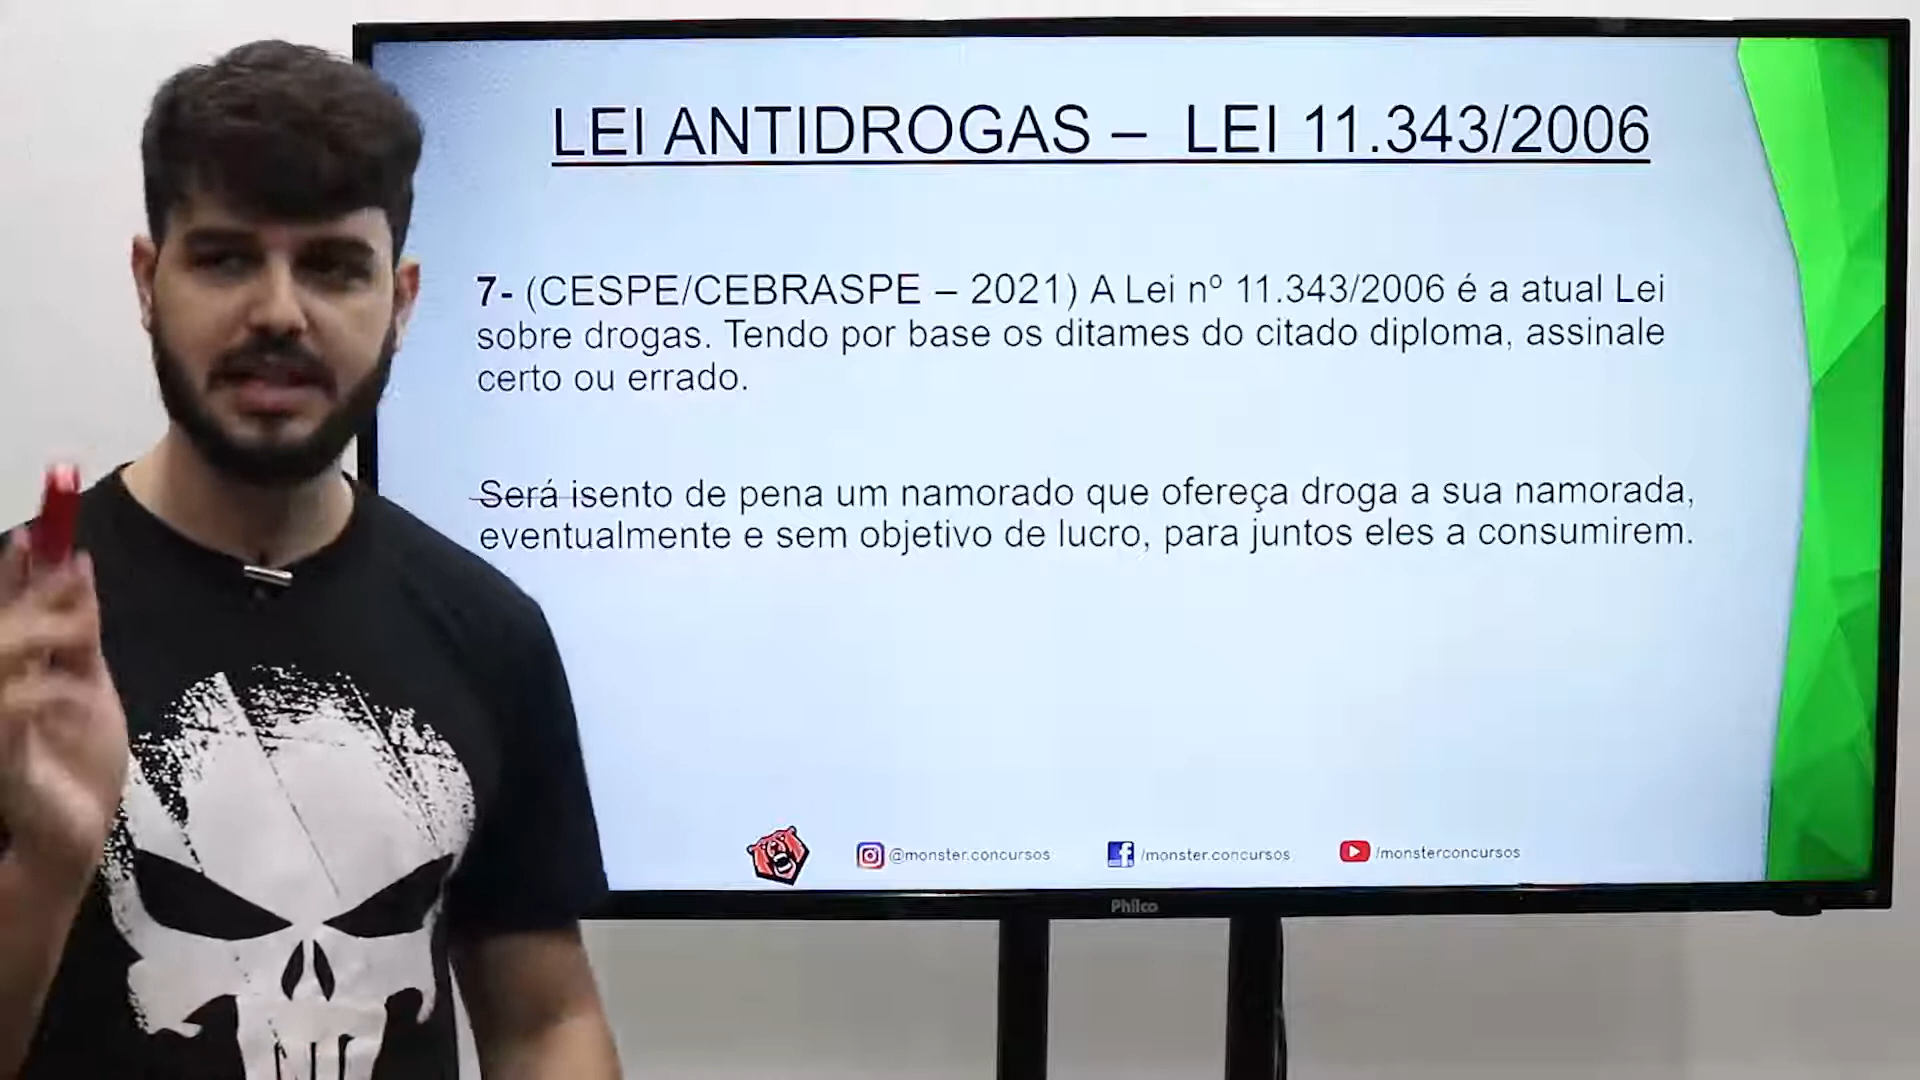 LEI ANTIDROGAS – LEI 11.343/2006
7- (CESPE/CEBRASPE – 2021) A Lei nº 11.343/2006 é a atual Lei
sobre drogas. Tendo por base os ditames do citado diploma, assinale
certo ou errado.
Será isento de pena um namorado que ofereça droga a sua namorada,
eventualmente e sem objetivo de lucro, para juntos eles a consumirem.
@monster.concursos
/monster.concursos
/monsterconcursos
Philco